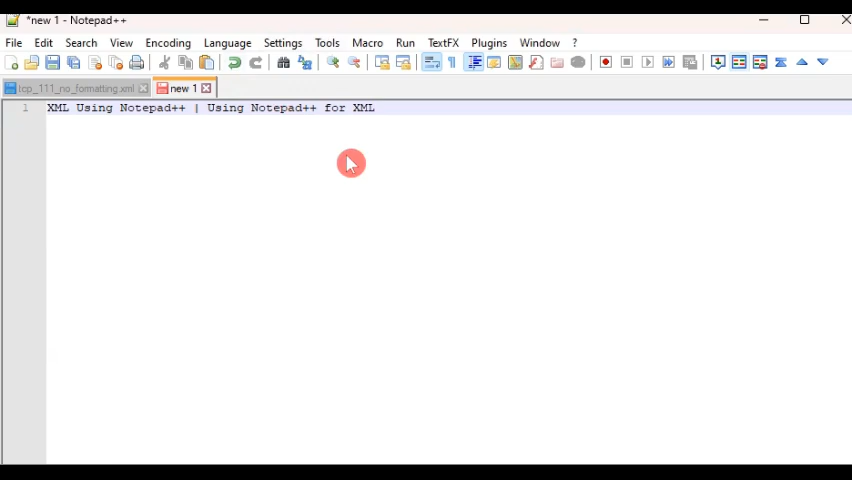 *new 1 - Notepad++
File Edit Search View Encoding Language Settings Tools Macro Run TextFX Plugins Window ?
tcp_111_no_formatting.xml new 1
1 XML Using Notepad++ | Using Notepad++ for XML